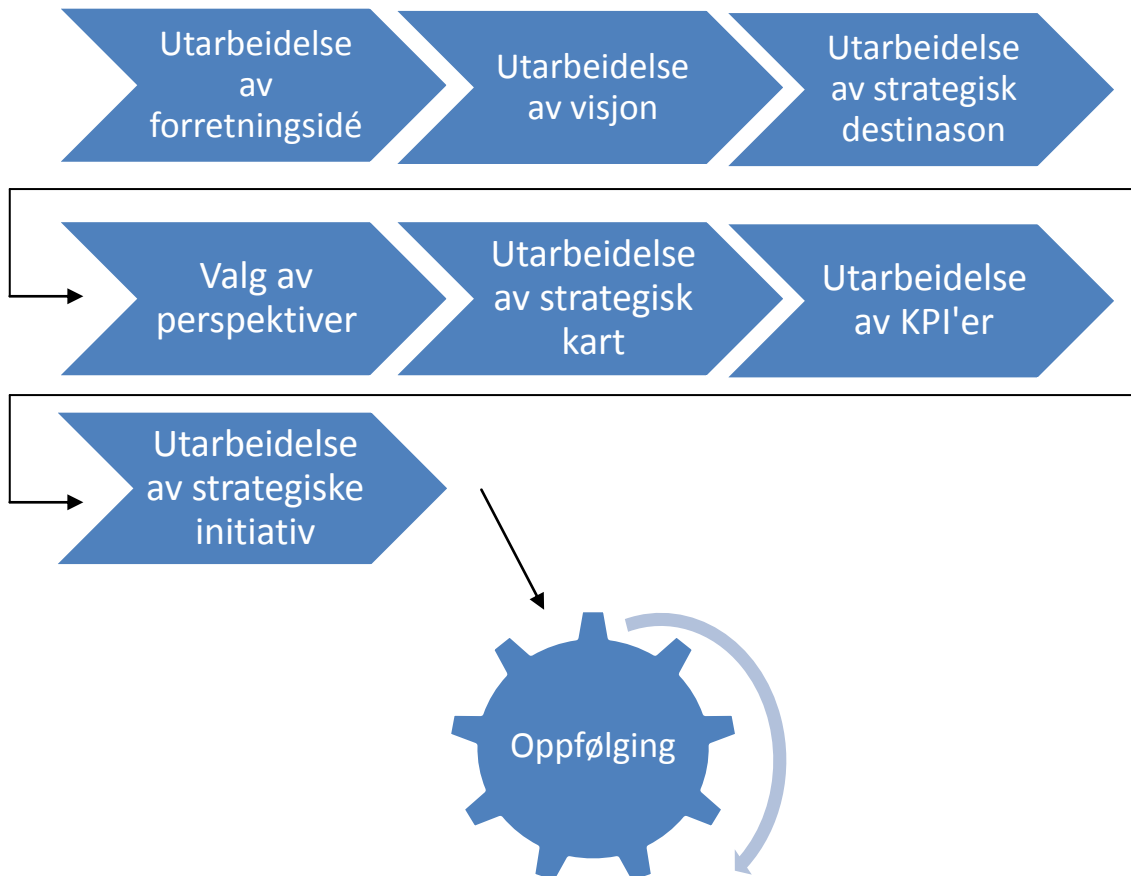 Utarbeidelse
av
forretningsidé
Utarbeidelse
av visjon
Utarbeidelse
av strategisk
destinason
Valg av
perspektiver
Utarbeidelse
av strategisk
kart
Utarbeidelse
av KPI'er
Utarbeidelse
av strategiske
initiativ
Oppfølging